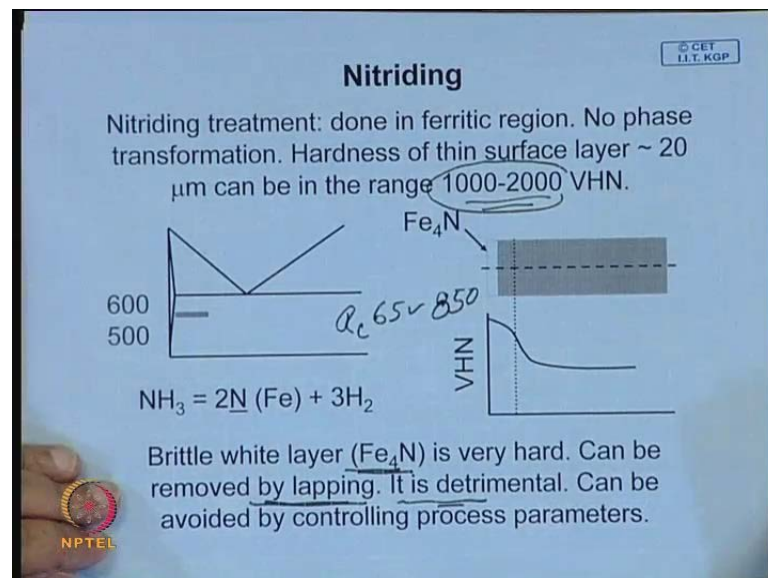 © CET
I.I.T. KGP
Nitriding
Nitriding treatment: done in ferritic region. No phase
transformation. Hardness of thin surface layer ~ 20
μm can be in the range 1000-2000 VHN.
Fe₄N
600
500
Rc 65 ~ 850
VHN
NH₃ = 2N (Fe) + 3H₂
Brittle white layer (Fe₄N) is very hard. Can be
removed by lapping. It is detrimental. Can be
avoided by controlling process parameters.
NPTEL